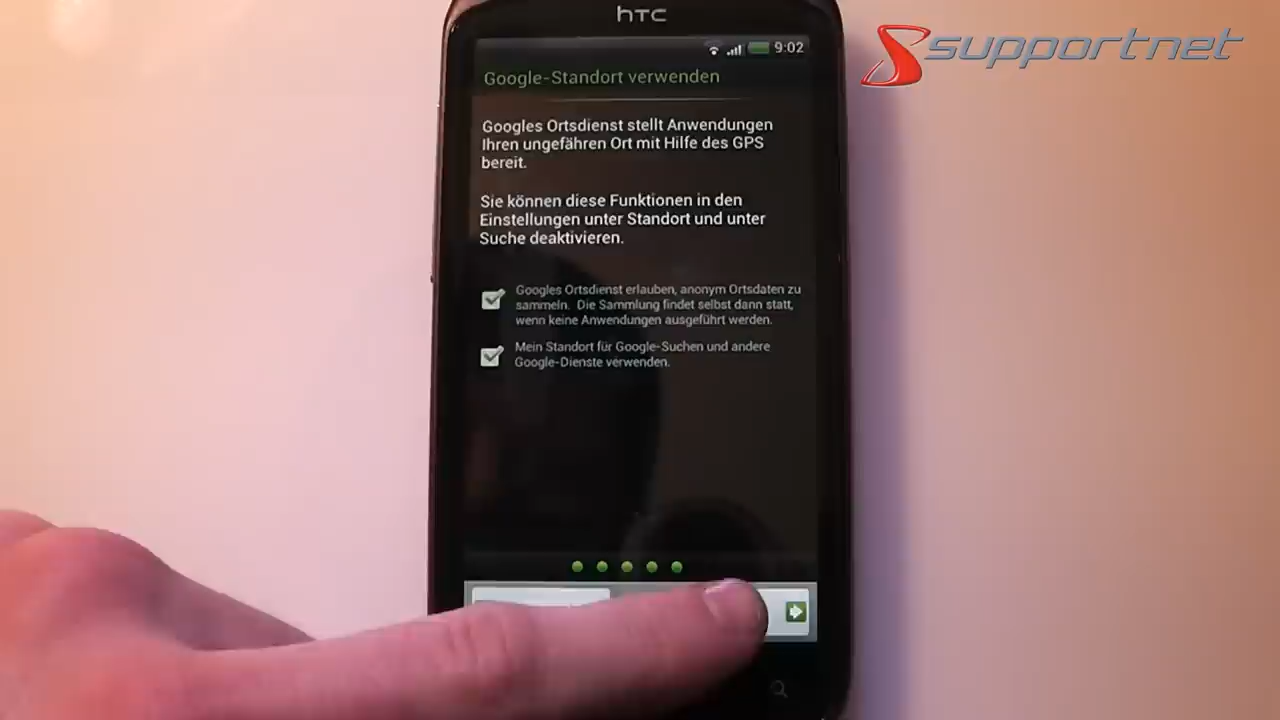 hTC
supportnet
9:02
Google-Standort verwenden
Googles Ortsdienst stellt Anwendungen
Ihren ungefähren Ort mit Hilfe des GPS
bereit.
Sie können diese Funktionen in den
Einstellungen unter Standort und unter
Suche deaktivieren.
Googles Ortsdienst erlauben, anonym Ortsdaten zu
sammeln. Die Sammlung findet selbst dann statt,
wenn keine Anwendungen ausgeführt werden.
Mein Standort für Google-Suchen und andere
Google-Dienste verwenden.